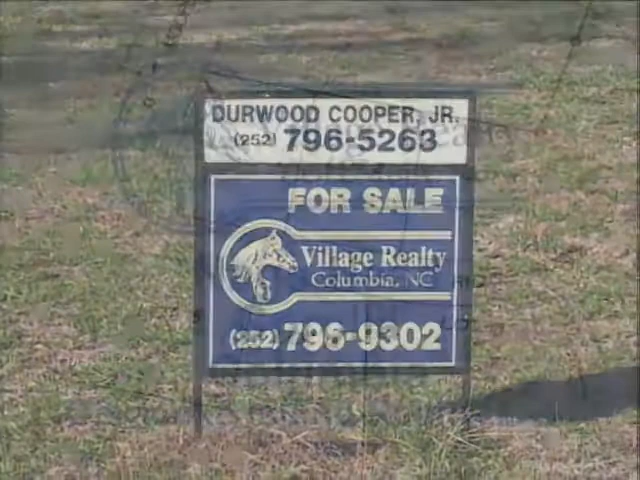 DURWOOD COOPER, JR.
(252) 796-5263
FOR SALE
Village Realty
Columbia, NC
(252) 796-9302